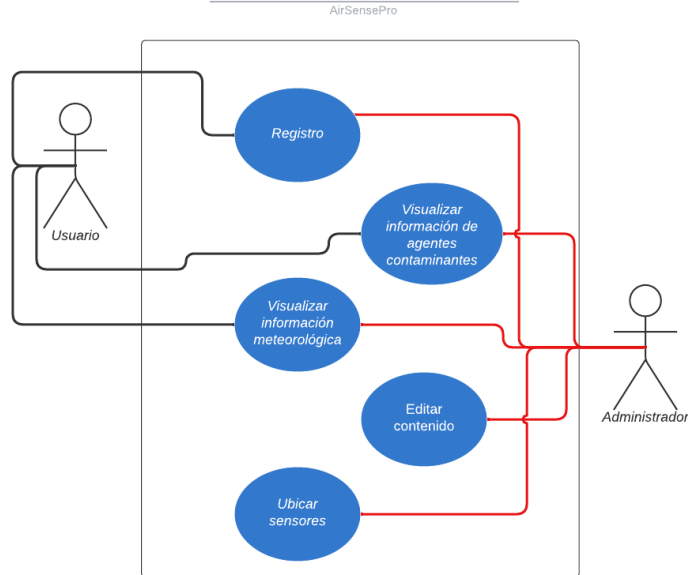 AirSensePro
Registro
Usuario
Visualizar
información de
agentes
contaminantes
Visualizar
información
meteorológica
Editar
contenido
Administrador
Ubicar
sensores